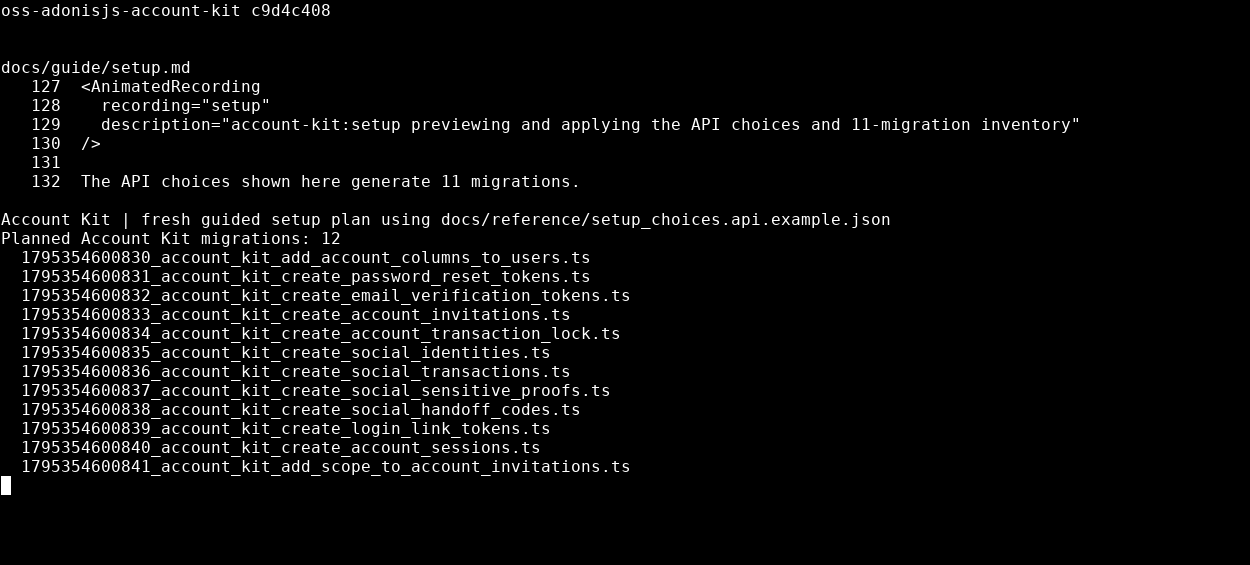 oss-adonisjs-account-kit c9d4c408
docs/guide/setup.md
127  <AnimatedRecording
128    recording="setup"
129    description="account-kit:setup previewing and applying the API choices and 11-migration inventory"
130  />
131
132  The API choices shown here generate 11 migrations.
Account Kit | fresh guided setup plan using docs/reference/setup_choices.api.example.json
Planned Account Kit migrations: 12
1795354600830_account_kit_add_account_columns_to_users.ts
1795354600831_account_kit_create_password_reset_tokens.ts
1795354600832_account_kit_create_email_verification_tokens.ts
1795354600833_account_kit_create_account_invitations.ts
1795354600834_account_kit_create_account_transaction_lock.ts
1795354600835_account_kit_create_social_identities.ts
1795354600836_account_kit_create_social_transactions.ts
1795354600837_account_kit_create_social_sensitive_proofs.ts
1795354600838_account_kit_create_social_handoff_codes.ts
1795354600839_account_kit_create_login_link_tokens.ts
1795354600840_account_kit_create_account_sessions.ts
1795354600841_account_kit_add_scope_to_account_invitations.ts